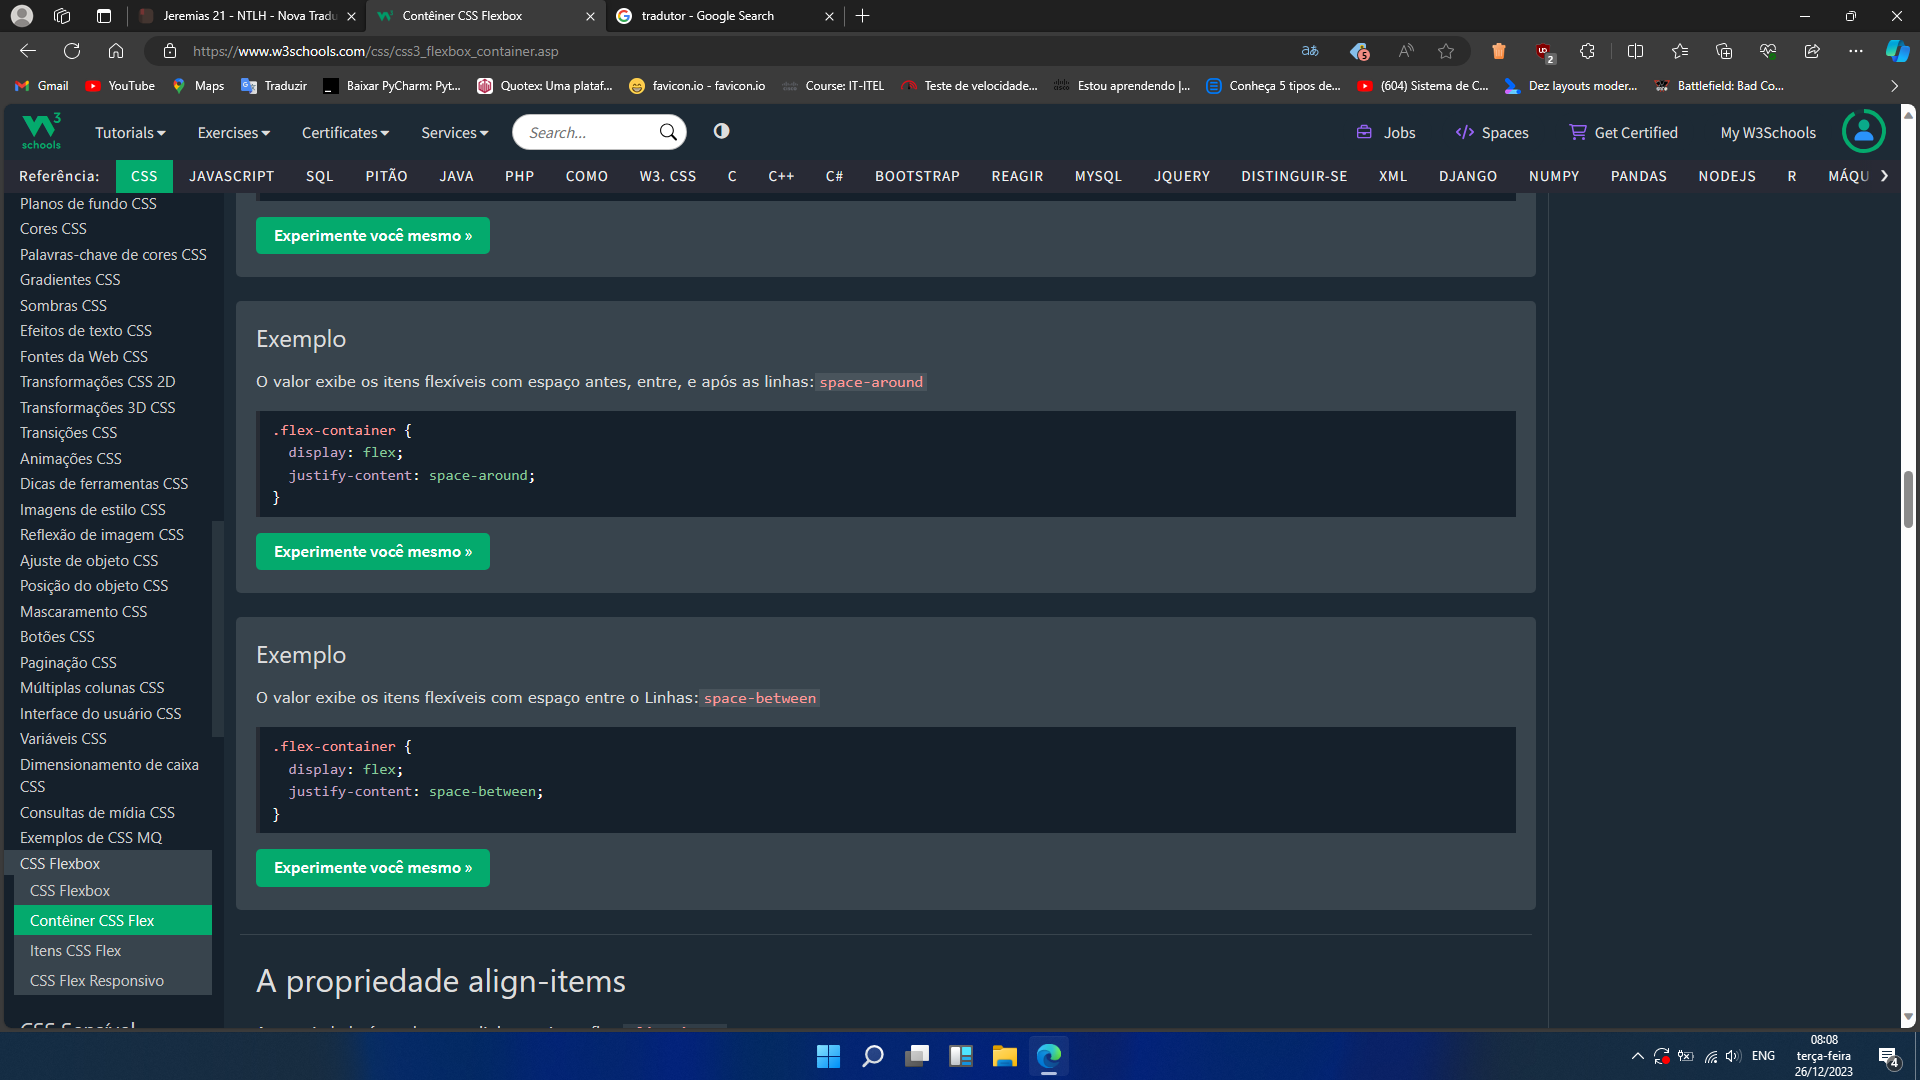 Jeremias 21 - NTLH - Nova Tradu
Contêiner CSS Flexbox
tradutor - Google Search
https://www.w3schools.com/css/css3_flexbox_container.asp
Gmail
YouTube
Maps
Traduzir
Baixar PyCharm: Pyt...
Quotex: Uma plataf...
favicon.io - favicon.io
Course: IT-ITEL
Teste de velocidade...
Estou aprendendo |...
Conheça 5 tipos de...
(604) Sistema de C...
Dez layouts moder...
Battlefield: Bad Co...
W3 schools
Tutorials
Exercises
Certificates
Services
Search...
Jobs
Spaces
Get Certified
My W3Schools
Referência:
CSS
JAVASCRIPT
SQL
PITÃO
JAVA
PHP
COMO
W3. CSS
C
C++
C#
BOOTSTRAP
REAGIR
MYSQL
JQUERY
DISTINGUIR-SE
XML
DJANGO
NUMPY
PANDAS
NODEJS
R
MÁQU
Planos de fundo CSS
Cores CSS
Palavras-chave de cores CSS
Gradientes CSS
Sombras CSS
Efeitos de texto CSS
Fontes da Web CSS
Transformações CSS 2D
Transformações 3D CSS
Transições CSS
Animações CSS
Dicas de ferramentas CSS
Imagens de estilo CSS
Reflexão de imagem CSS
Ajuste de objeto CSS
Posição do objeto CSS
Mascaramento CSS
Botões CSS
Paginação CSS
Múltiplas colunas CSS
Interface do usuário CSS
Variáveis CSS
Dimensionamento de caixa
CSS
Consultas de mídia CSS
Exemplos de CSS MQ
CSS Flexbox
CSS Flexbox
Contêiner CSS Flex
Itens CSS Flex
CSS Flex Responsivo
CSS Sensível
Experimente você mesmo »
Exemplo
O valor exibe os itens flexíveis com espaço antes, entre, e após as linhas: space-around
.flex-container {
display: flex;
justify-content: space-around;
}
Experimente você mesmo »
Exemplo
O valor exibe os itens flexíveis com espaço entre o Linhas: space-between
.flex-container {
display: flex;
justify-content: space-between;
}
Experimente você mesmo »
A propriedade align-items
5
2
ENG
08:08
terça-feira
26/12/2023
4